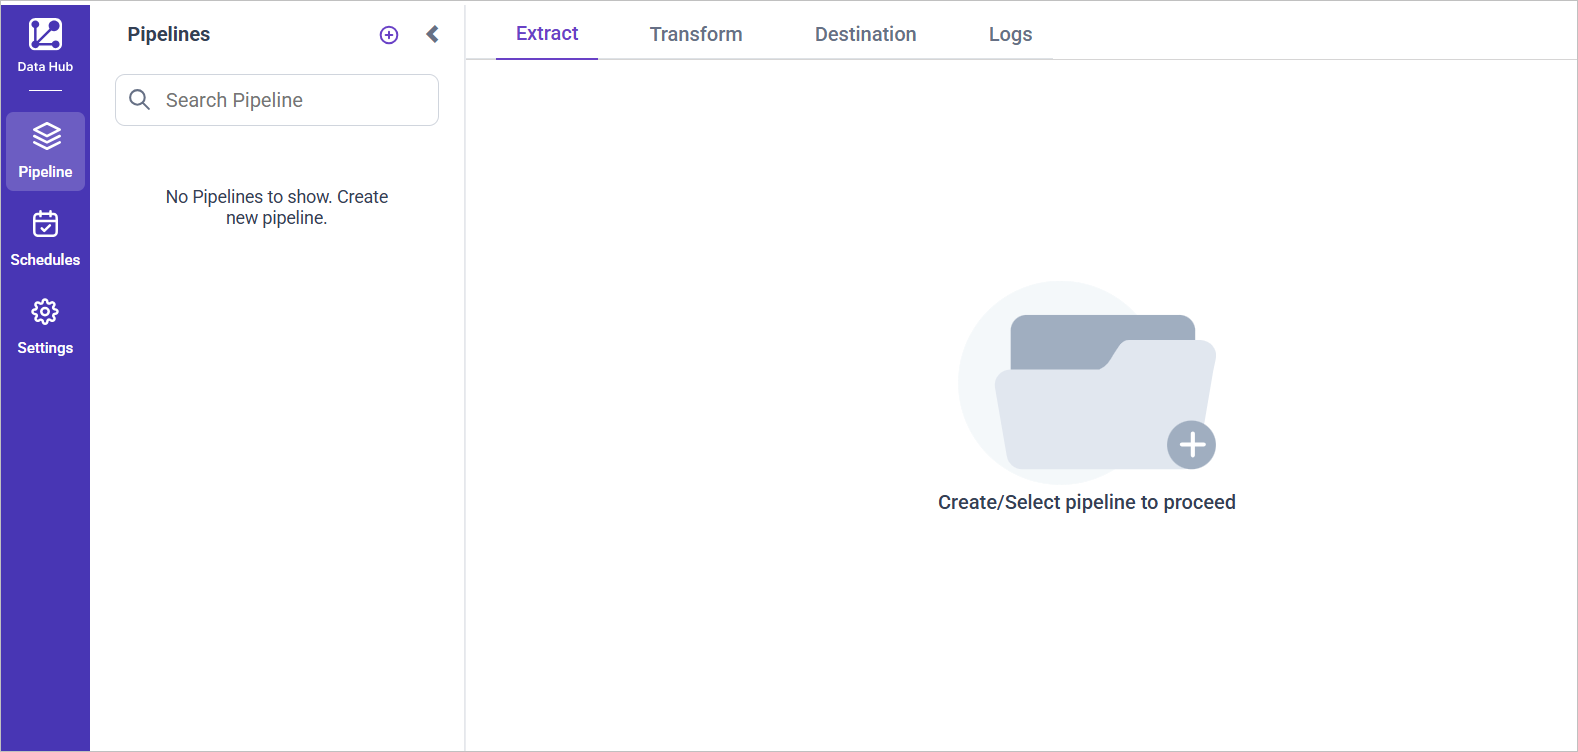 Data Hub
Pipeline
Schedules
Settings
Pipelines
Search Pipeline
No Pipelines to show. Create
new pipeline.
Extract
Transform
Destination
Logs
Create/Select pipeline to proceed